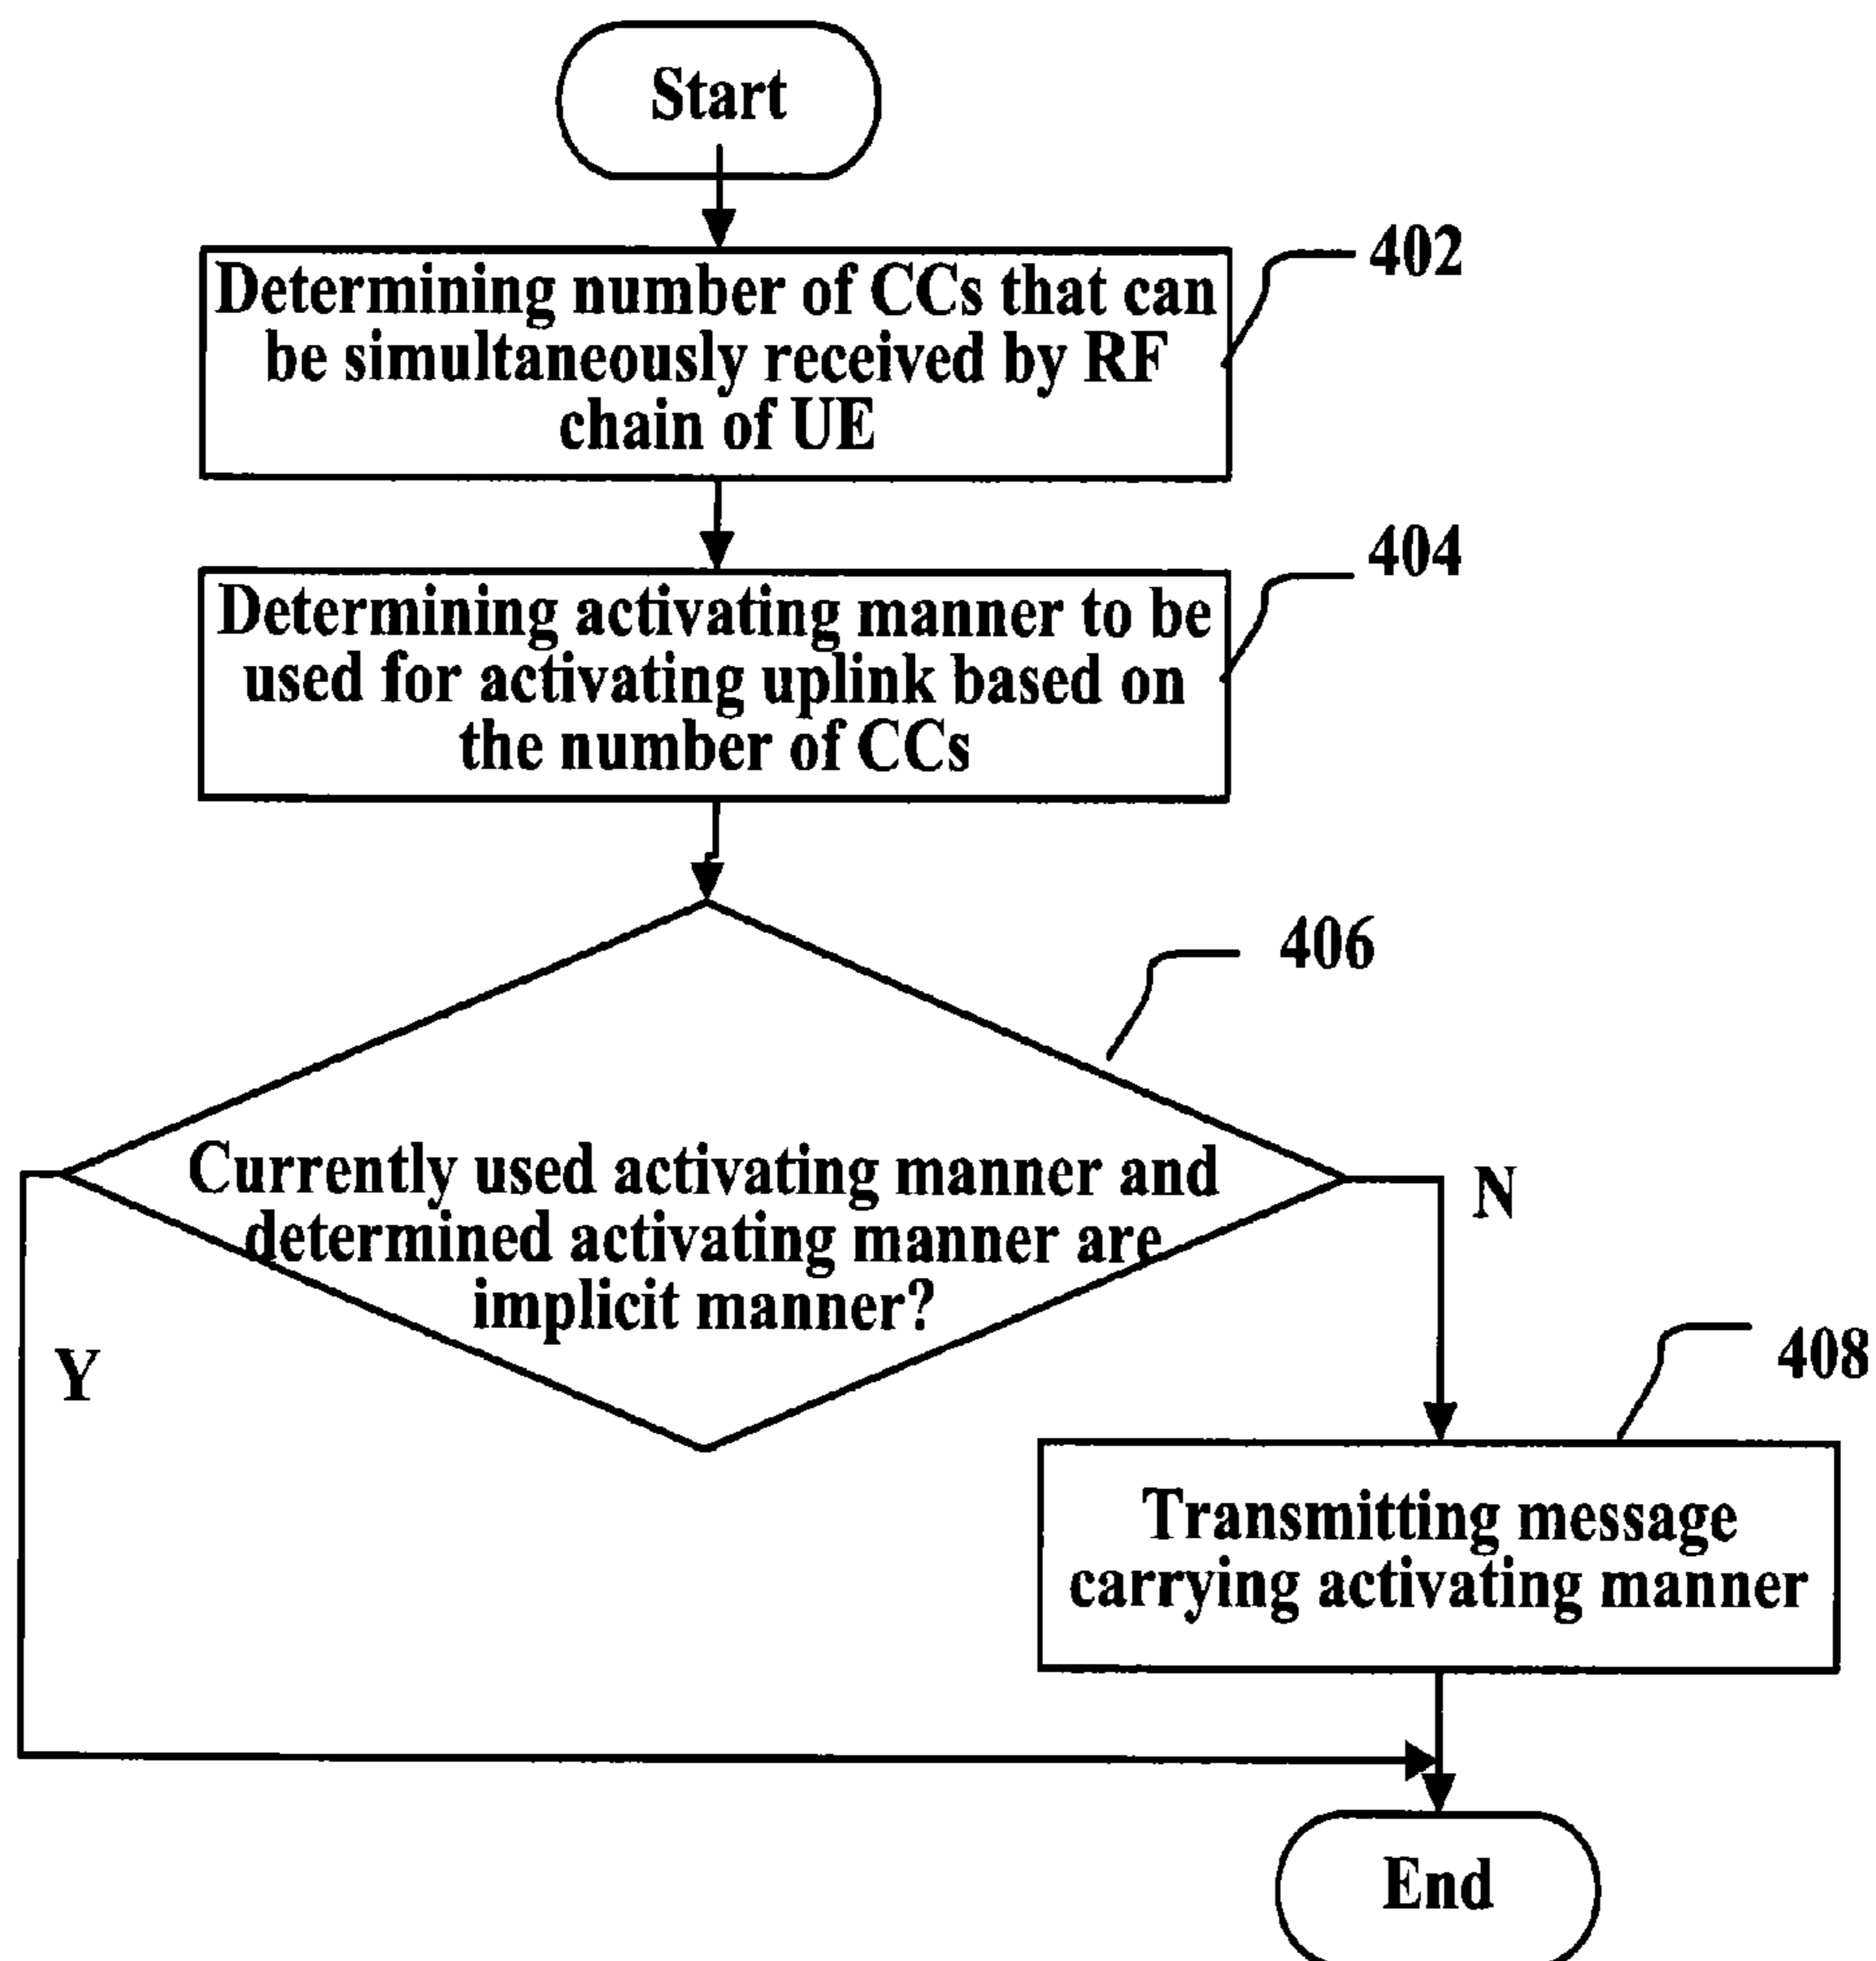 Start
402
Determining number of CCs that can
be simultaneously received by RF
chain of UE
404
Determining activating manner to be
used for activating uplink based on
the number of CCs
406
Currently used activating manner and
determined activating manner are
implicit manner?
N
Y
408
Transmitting message
carrying activating manner
End